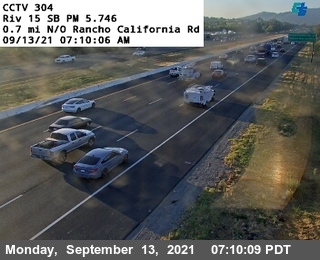 CCTV 304
Riv 15 SB PM 5.746
0.7 mi N/O Rancho California Rd
09/13/21 07:10:06 AM
Monday, September 13, 2021 07:10:09 PDT